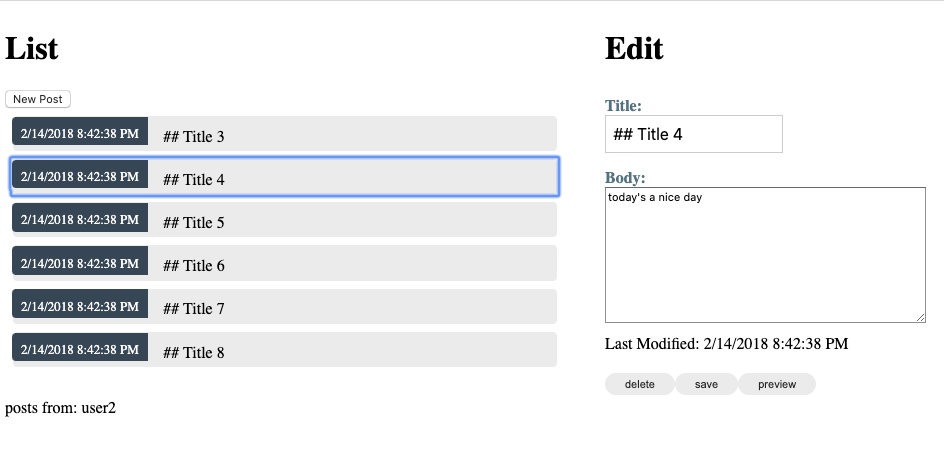 List
New Post
2/14/2018 8:42:38 PM ## Title 3
2/14/2018 8:42:38 PM ## Title 4
2/14/2018 8:42:38 PM ## Title 5
2/14/2018 8:42:38 PM ## Title 6
2/14/2018 8:42:38 PM ## Title 7
2/14/2018 8:42:38 PM ## Title 8
posts from: user2
Edit
Title:
## Title 4
Body:
today's a nice day
Last Modified: 2/14/2018 8:42:38 PM
delete save preview